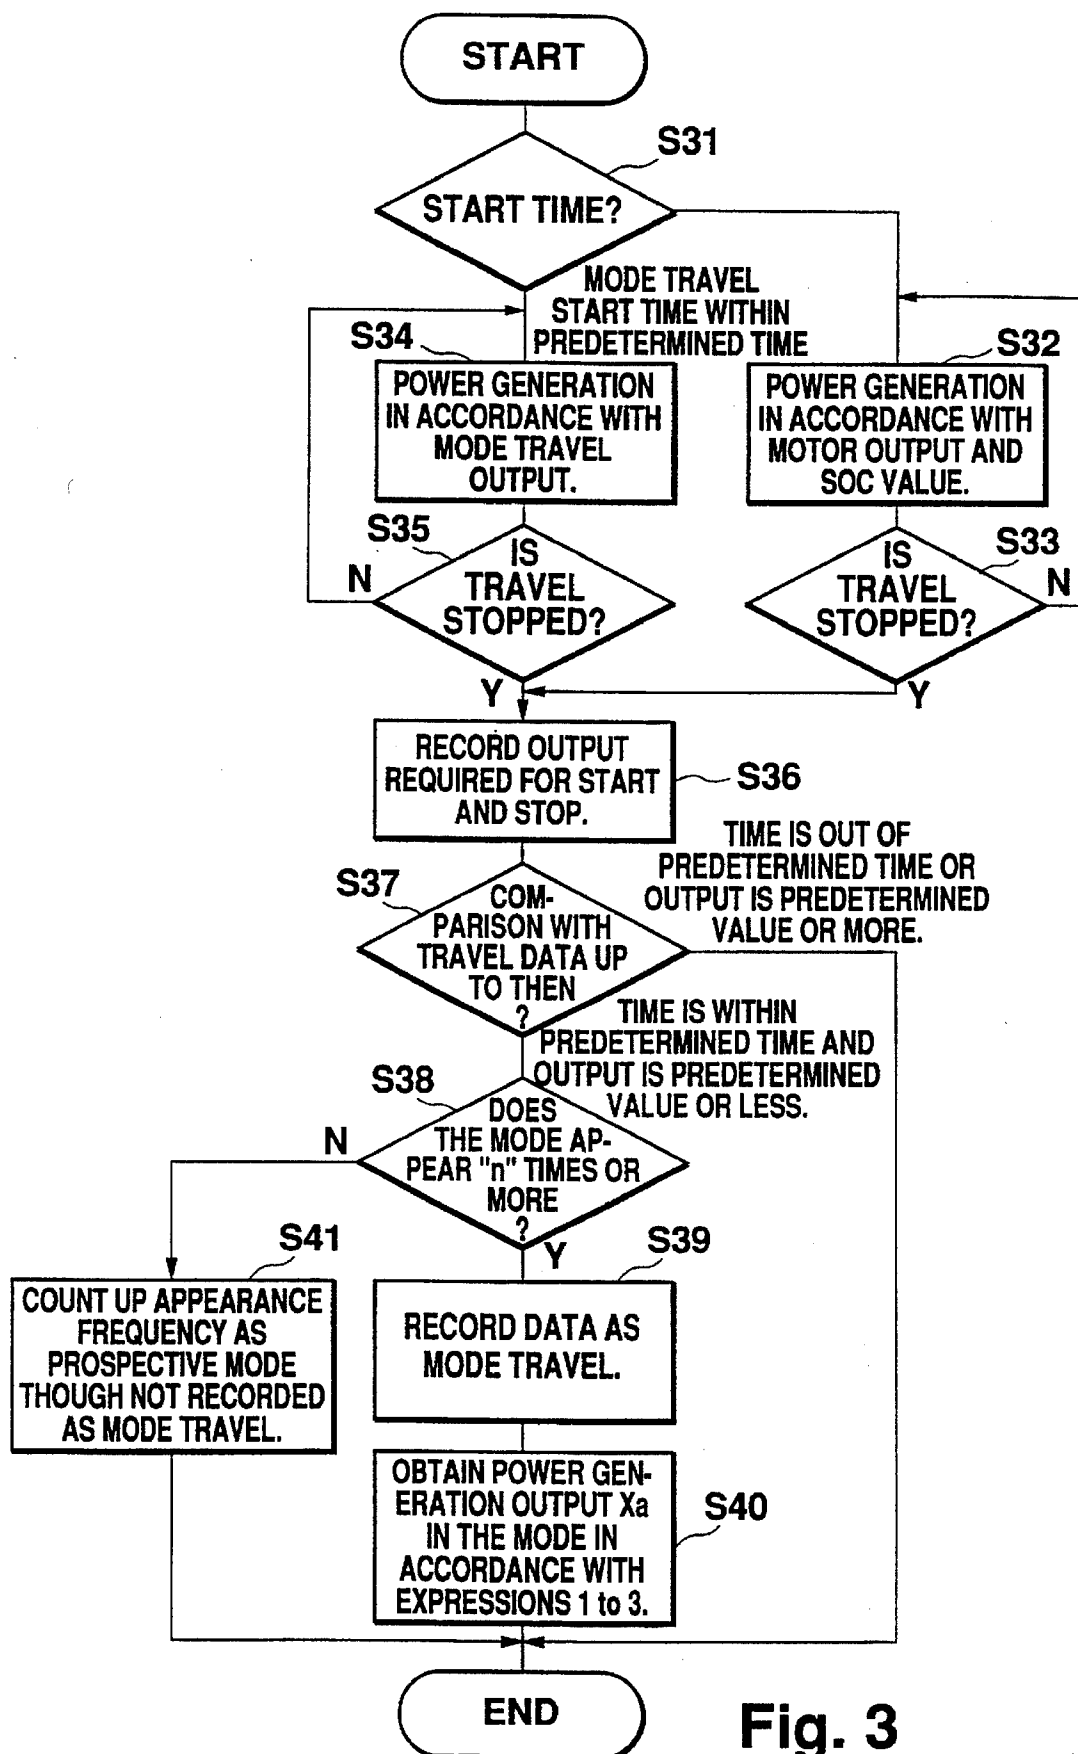 START
S31
START TIME?
MODE TRAVEL
START TIME WITHIN
PREDETERMINED TIME
S34
S32
POWER GENERATION
IN ACCORDANCE WITH
MODE TRAVEL
OUTPUT.
POWER GENERATION
IN ACCORDANCE WITH
MOTOR OUTPUT AND
SOC VALUE.
S35
IS
TRAVEL
STOPPED?
N
Y
S33
IS
TRAVEL
STOPPED?
N
Y
RECORD OUTPUT
REQUIRED FOR START
AND STOP.
S36
TIME IS OUT OF
PREDETERMINED TIME OR
OUTPUT IS PREDETERMINED
VALUE OR MORE.
S37
COM-
PARISON WITH
TRAVEL DATA UP
TO THEN
?
TIME IS WITHIN
PREDETERMINED TIME AND
OUTPUT IS PREDETERMINED
VALUE OR LESS.
S38
DOES
THE MODE AP-
PEAR "n" TIMES OR
MORE
?
N
Y
S41
COUNT UP APPEARANCE
FREQUENCY AS
PROSPECTIVE MODE
THOUGH NOT RECORDED
AS MODE TRAVEL.
S39
RECORD DATA AS
MODE TRAVEL.
OBTAIN POWER GEN-
ERATION OUTPUT Xa
IN THE MODE IN
ACCORDANCE WITH
EXPRESSIONS 1 to 3.
S40
END
Fig. 3